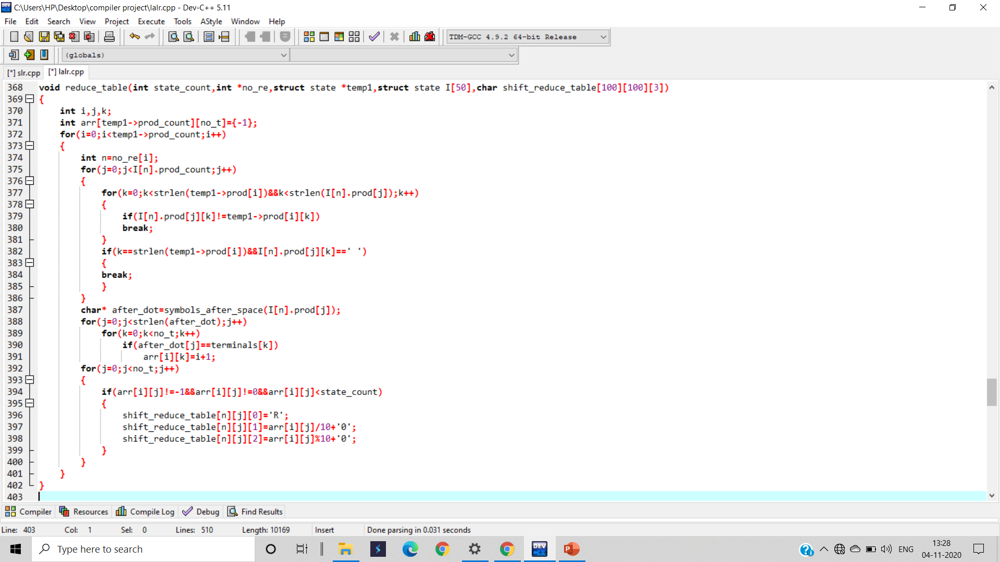 C:\Users\HP\Desktop\compiler project\lalr.cpp - Dev-C++ 5.11
File Edit Search View Project Execute Tools AStyle Window Help
TDM-GCC 4.9.2 64-bit Release
(globals)
[*] slr.cpp [*] lalr.cpp
368 void reduce_table(int state_count,int *no_re,struct state *temp1,struct state I[50],char shift_reduce_table[100][100][3])
369 {
370 int i,j,k;
371 int arr[temp1->prod_count][no_t]={-1};
372 for(i=0;i<temp1->prod_count;i++)
373 {
374 int n=no_re[i];
375 for(j=0;j<I[n].prod_count;j++)
376 {
377 for(k=0;k<strlen(temp1->prod[i])&&k<strlen(I[n].prod[j]);k++)
378 {
379 if(I[n].prod[j][k]!=temp1->prod[i][k])
380 break;
381 }
382 if(k==strlen(temp1->prod[i])&&I[n].prod[j][k]==' ')
383 {
384 break;
385 }
386 }
387 char* after_dot=symbols_after_space(I[n].prod[j]);
388 for(j=0;j<strlen(after_dot);j++)
389 for(k=0;k<no_t;k++)
390 if(after_dot[j]==terminals[k])
391 arr[i][k]=i+1;
392 for(j=0;j<no_t;j++)
393 {
394 if(arr[i][j]!=-1&&arr[i][j]!=0&&arr[i][j]<state_count)
395 {
396 shift_reduce_table[n][j][0]='R';
397 shift_reduce_table[n][j][1]=arr[i][j]/10+'0';
398 shift_reduce_table[n][j][2]=arr[i][j]%10+'0';
399 }
400 }
401 }
402 }
403
Compiler Resources Compile Log Debug Find Results
Line: 403 Col: 1 Sel: 0 Lines: 510 Length: 10169 Insert Done parsing in 0.031 seconds
Type here to search
DEV C++
P
ENG
13:28
04-11-2020